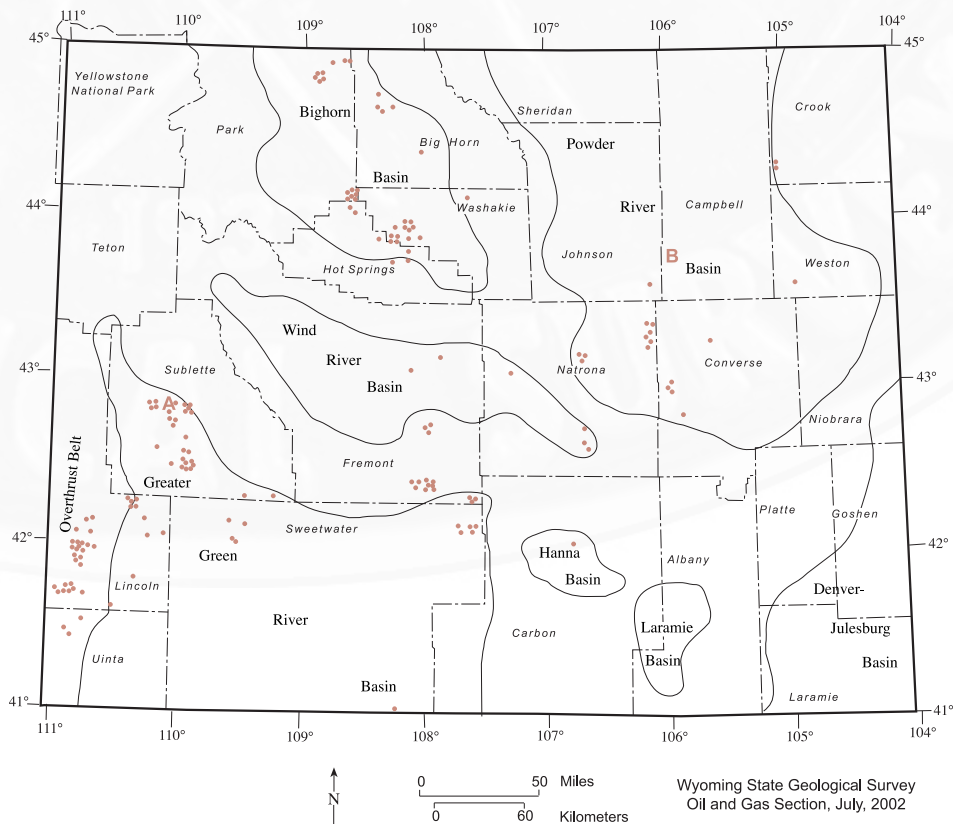 111°
110°
109°
108°
107°
106°
105°
104°
45°
45°
Yellowstone
National Park
Park
Bighorn
Big Horn
Sheridan
Crook
Powder
Basin
Washakie
River
Campbell
44°
44°
Teton
Hot Springs
Johnson
B
Basin
Weston
Wind
River
Basin
43°
43°
Sublette
Natrona
Converse
A
Niobrara
Overthrust Belt
Greater
Fremont
Sweetwater
Platte
Goshen
42°
42°
Green
Hanna
Basin
Albany
Lincoln
Denver-
Julesburg
Basin
River
Carbon
Laramie
Basin
Uinta
Basin
Laramie
41°
41°
111°
110°
109°
108°
107°
106°
105°
104°
N
0 50 Miles
0 60 Kilometers
Wyoming State Geological Survey
Oil and Gas Section, July, 2002